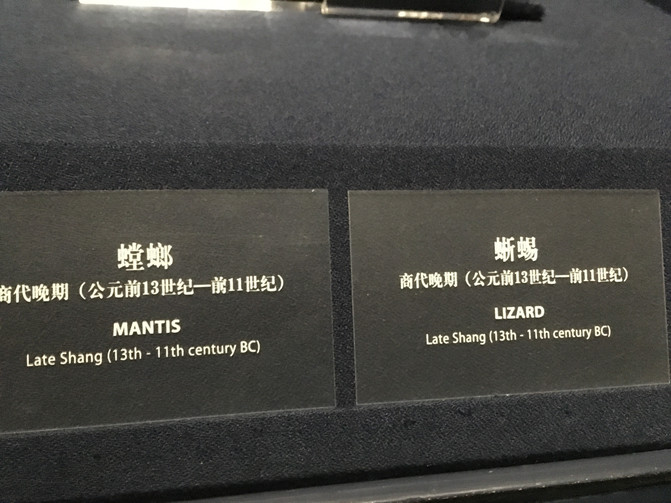 螳螂
商代晚期（公元前13世纪—前11世纪）
MANTIS
Late Shang (13th - 11th century BC)
蜥蜴
商代晚期（公元前13世纪—前11世纪）
LIZARD
Late Shang (13th - 11th century BC)